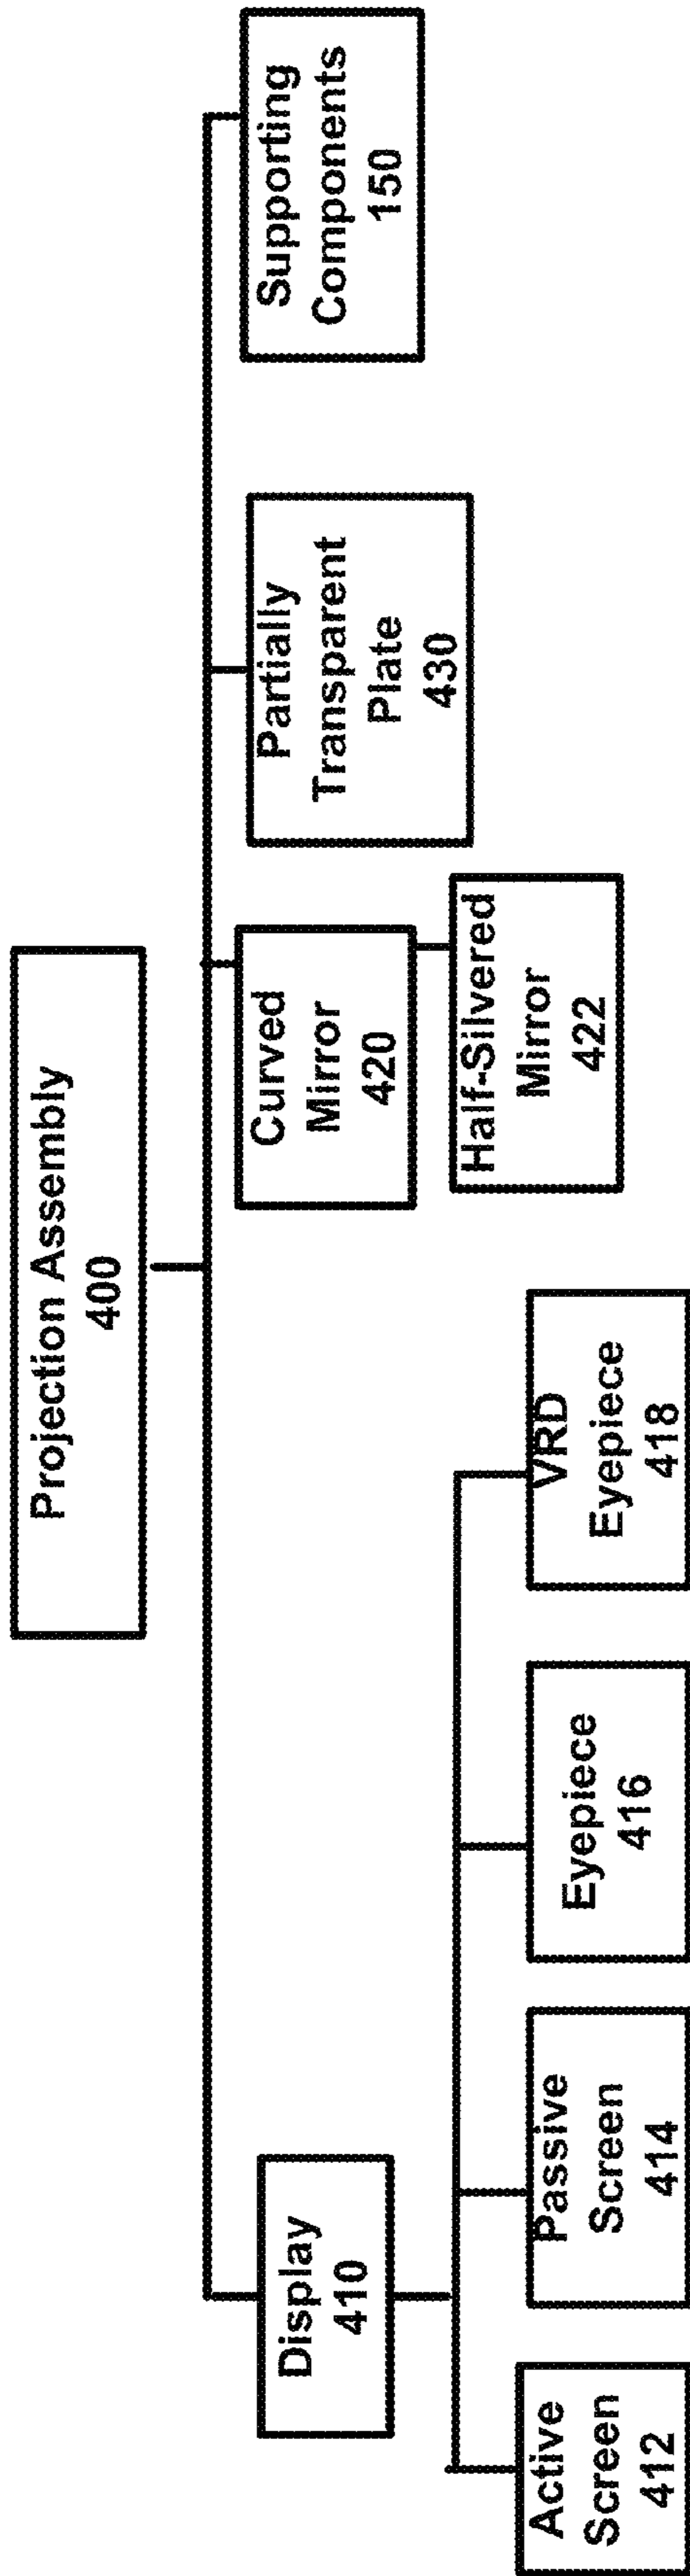 Projection Assembly
400
Display
410
Curved
Mirror
420
Partially
Transparent
Plate
430
Supporting
Components
150
Half-Silvered
Mirror
422
Active
Screen
412
Passive
Screen
414
Eyepiece
416
VRD
Eyepiece
418